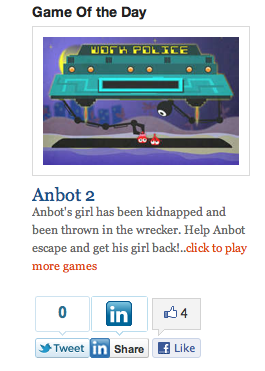 Game Of the Day
WORK POLICE
Anbot 2
Anbot's girl has been kidnapped and
been thrown in the wrecker. Help Anbot
escape and get his girl back!..click to play
more games
0
in
4
Tweet
in Share
f Like